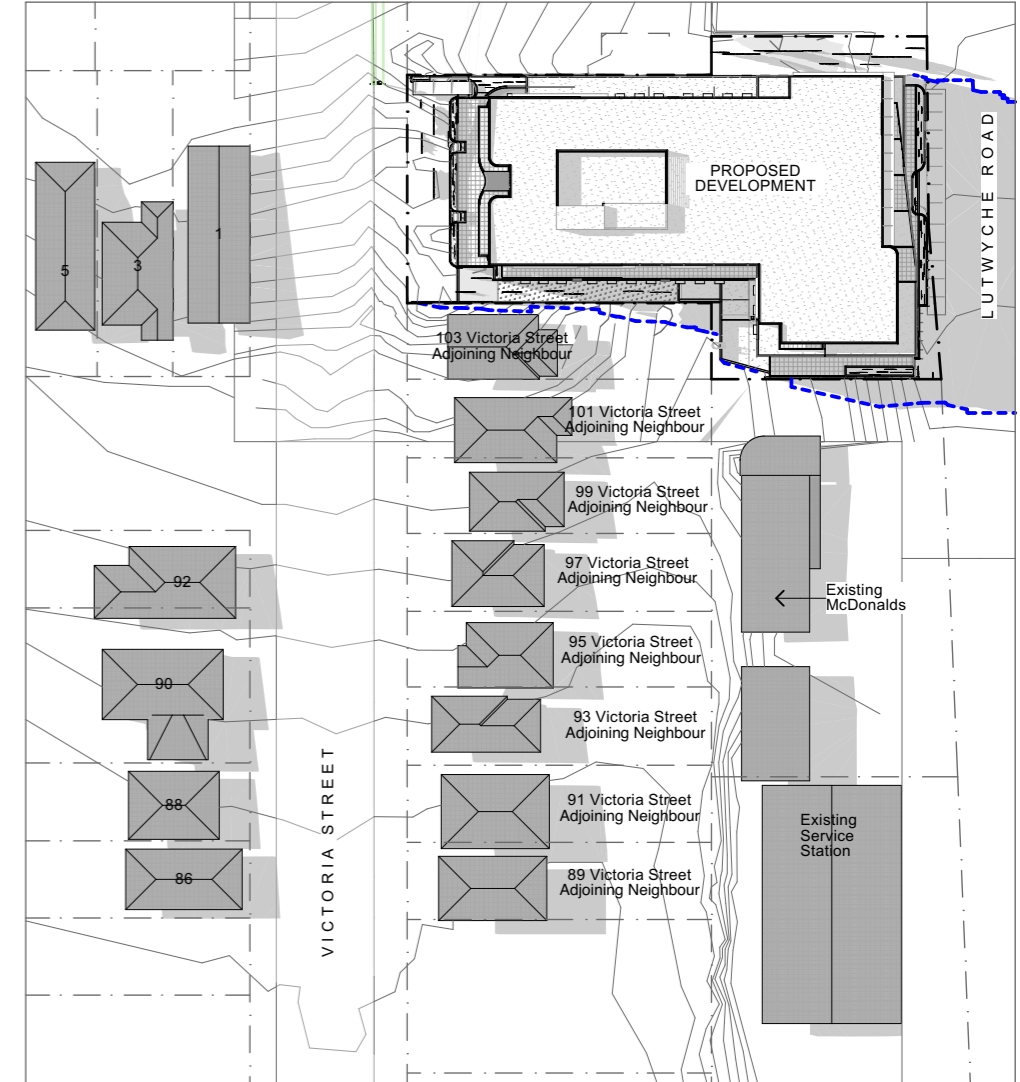 PROPOSED
DEVELOPMENT
LUTWYCHE ROAD
1
3
5
103 Victoria Street
Adjoining Neighbour
101 Victoria Street
Adjoining Neighbour
99 Victoria Street
Adjoining Neighbour
97 Victoria Street
Adjoining Neighbour
92
Existing
McDonalds
95 Victoria Street
Adjoining Neighbour
90
93 Victoria Street
Adjoining Neighbour
VICTORIA STREET
88
91 Victoria Street
Adjoining Neighbour
Existing
Service
Station
86
89 Victoria Street
Adjoining Neighbour